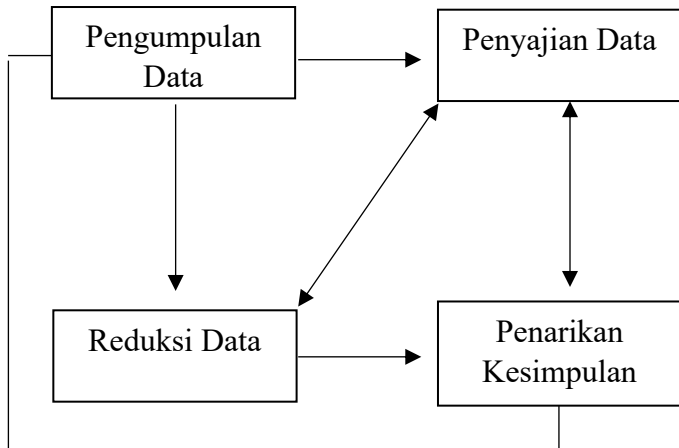 Pengumpulan
Data
Penyajian Data
Reduksi Data
Penarikan
Kesimpulan